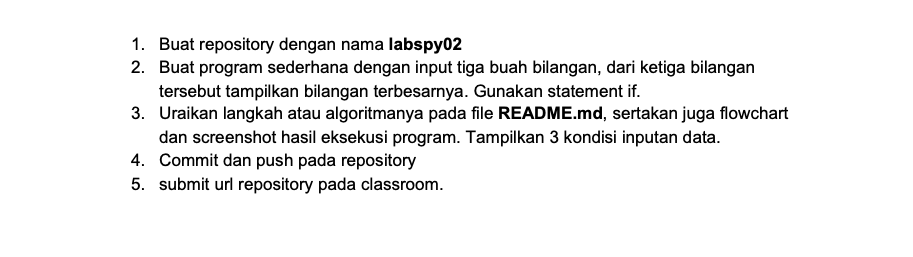 1. Buat repository dengan nama labspy02
2. Buat program sederhana dengan input tiga buah bilangan, dari ketiga bilangan
tersebut tampilkan bilangan terbesarnya. Gunakan statement if.
3. Uraikan langkah atau algoritmanya pada file README.md, sertakan juga flowchart
dan screenshot hasil eksekusi program. Tampilkan 3 kondisi inputan data.
4. Commit dan push pada repository
5. submit url repository pada classroom.